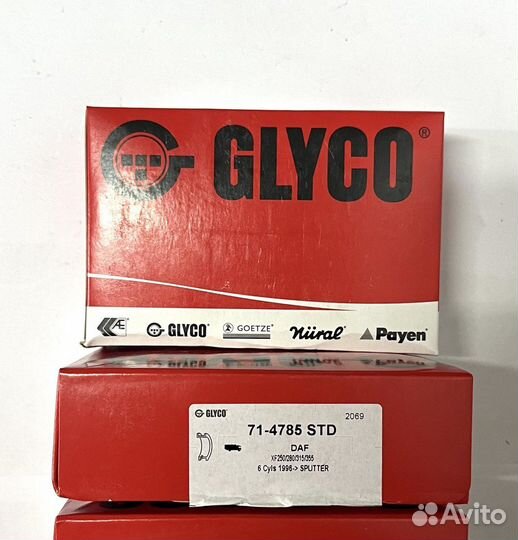 GLYCO®
AE
GLYCO®
GOETZE®
Nüral®
Payen®
GLYCO®
2069
71-4785 STD
DAF
XF250/280/315/355
6 Cyls 1996-> SPUTTER
Avito